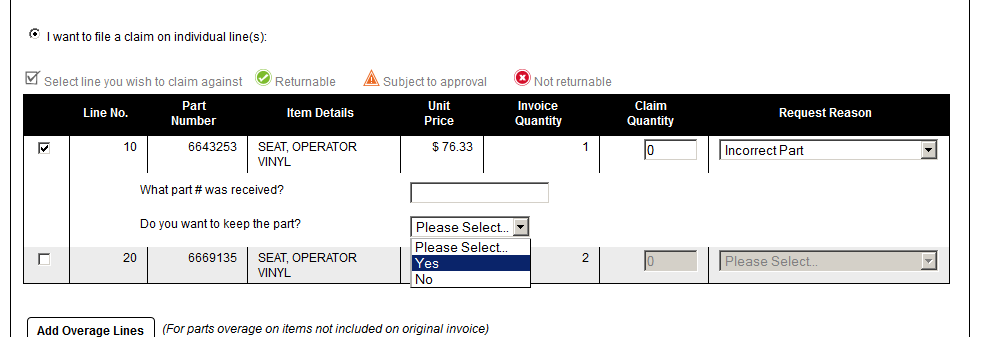 I want to file a claim on individual line(s):
Select line you wish to claim against Returnable Subject to approval Not returnable
Line No. Part Number Item Details Unit Price Invoice Quantity Claim Quantity Request Reason
10 6643253 SEAT, OPERATOR VINYL $ 76.33 1 0 Incorrect Part
What part # was received?
Do you want to keep the part? Please Select...
Please Select...
Yes
No
20 6669135 SEAT, OPERATOR VINYL 2 0 Please Select...
Add Overage Lines (For parts overage on items not included on original invoice)